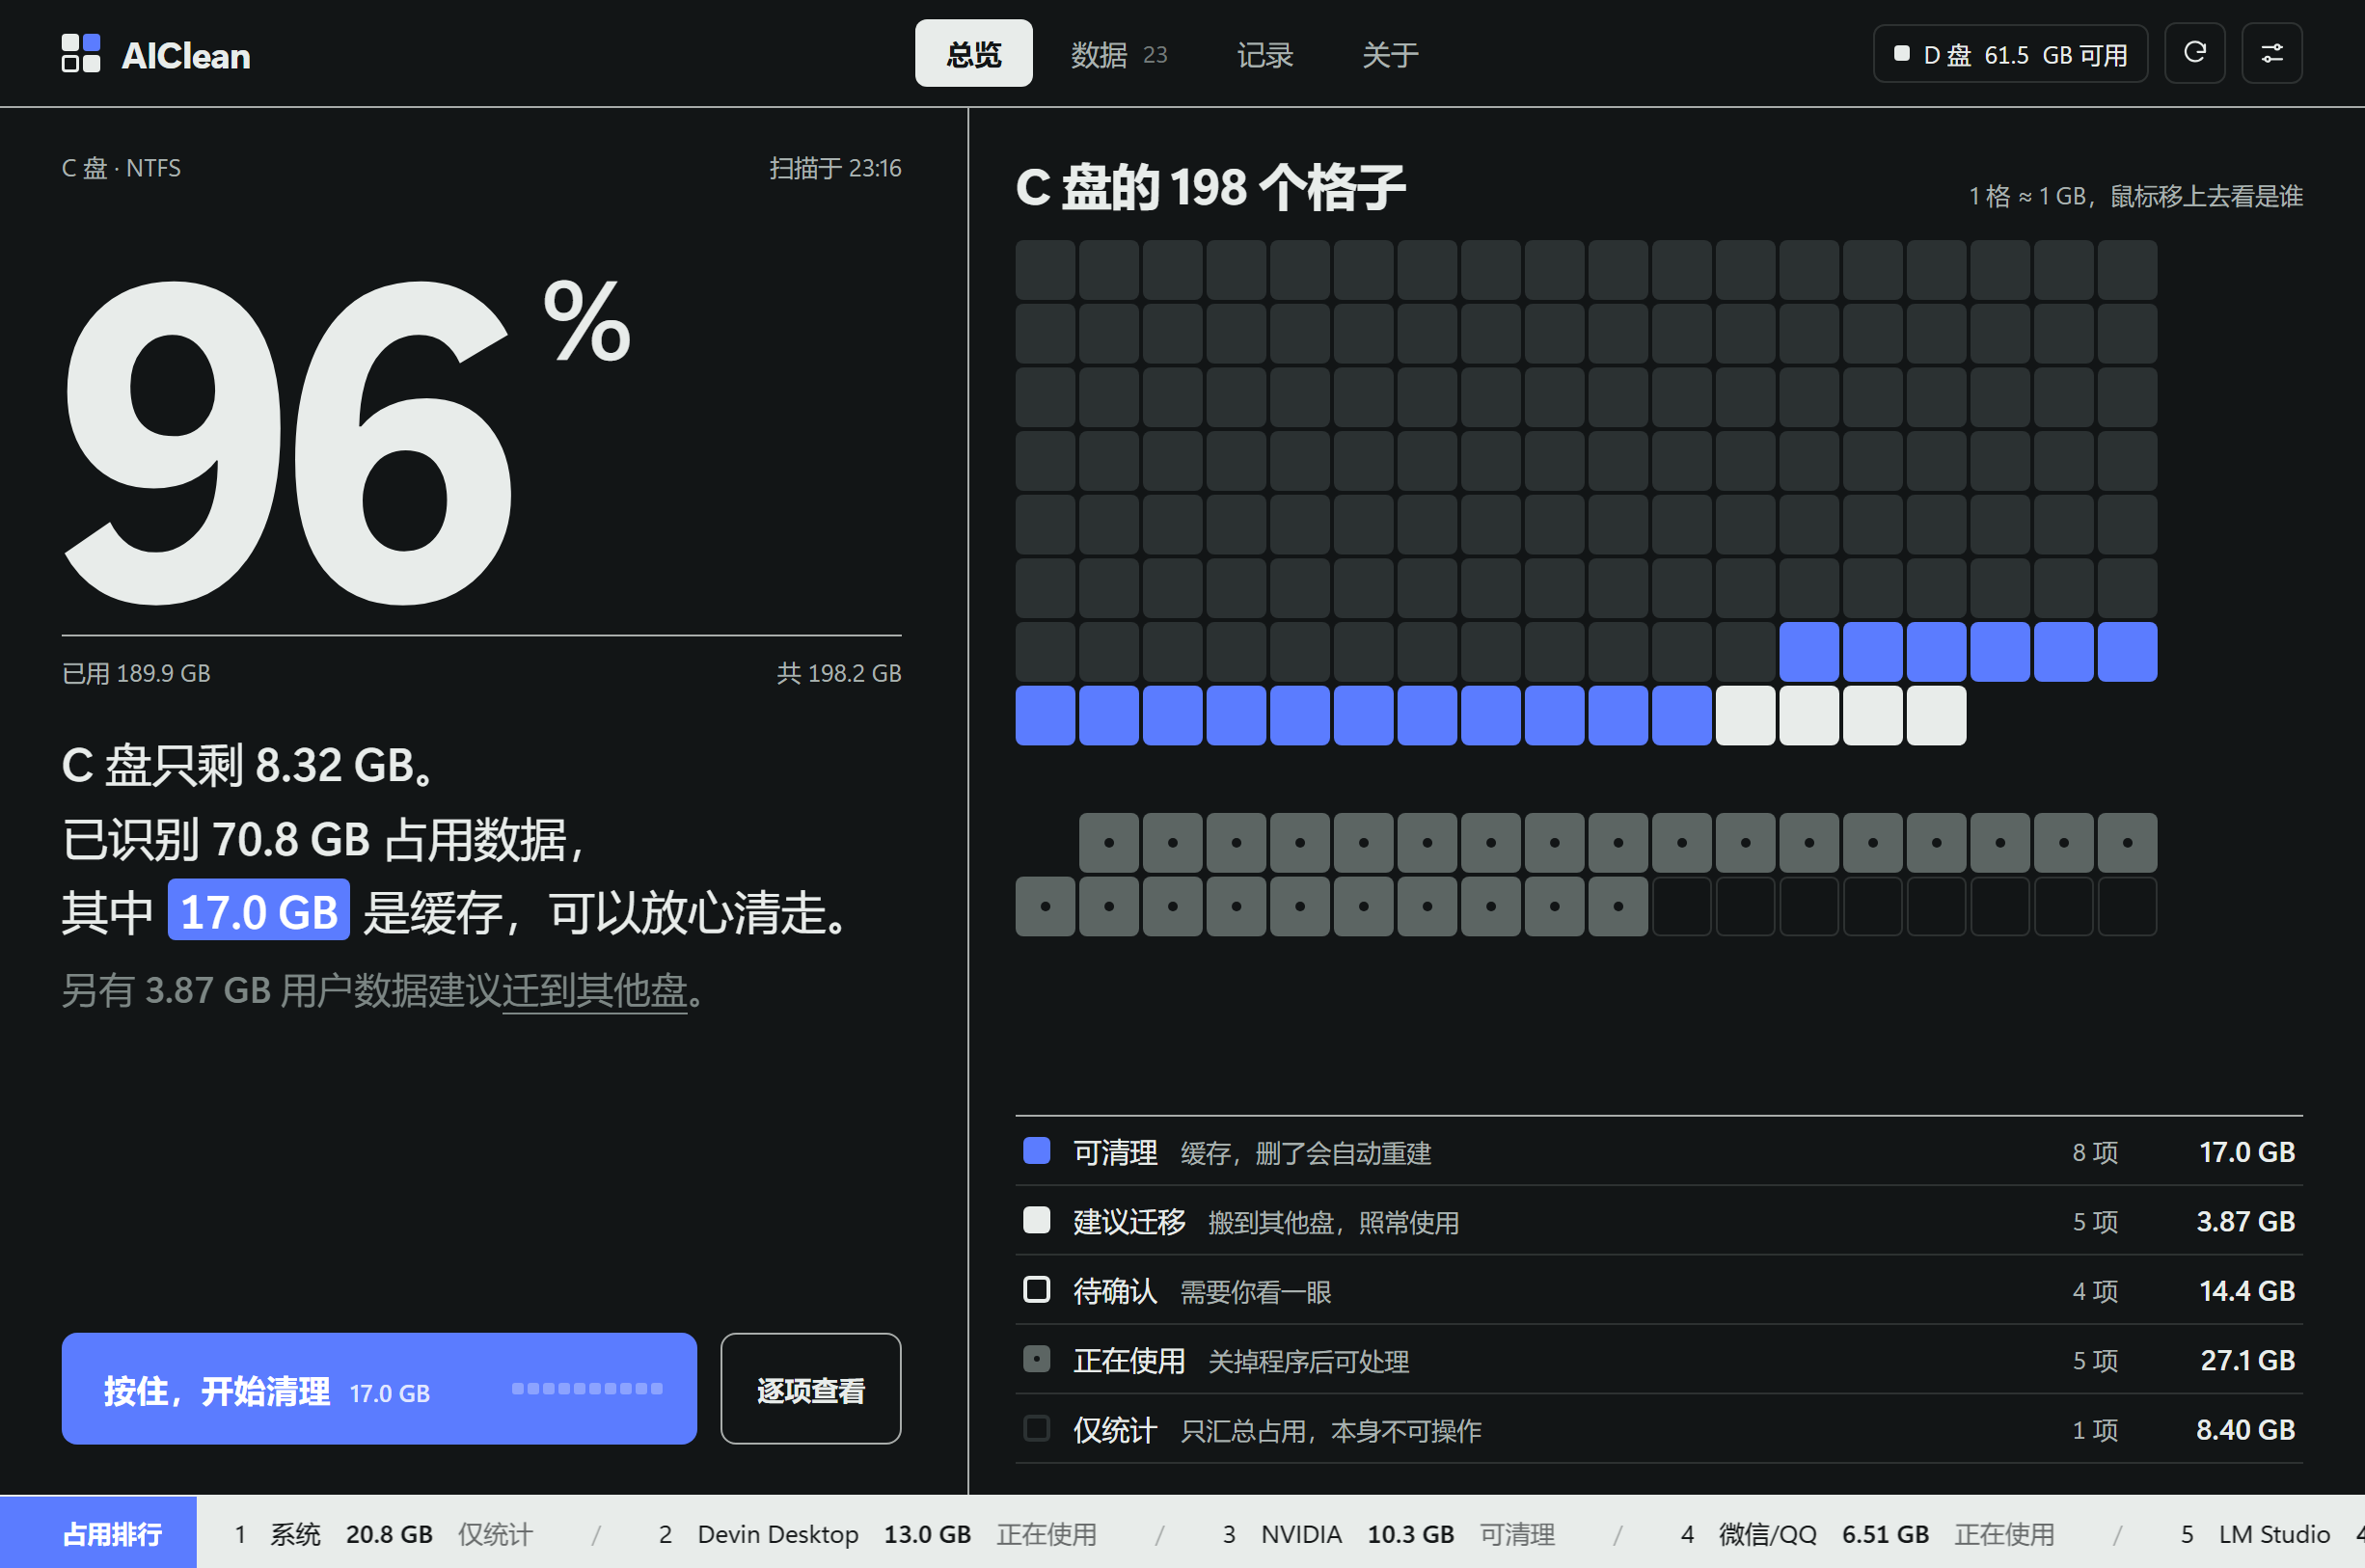 AIClean
总览
数据 23
记录
关于
D 盘 61.5 GB 可用
C 盘 · NTFS
扫描于 23:16
96%
已用 189.9 GB
共 198.2 GB
C 盘只剩 8.32 GB。
已识别 70.8 GB 占用数据，
其中 17.0 GB 是缓存，可以放心清走。
另有 3.87 GB 用户数据建议迁到其他盘。
按住，开始清理 17.0 GB
逐项查看
C 盘的 198 个格子
1 格 ≈ 1 GB，鼠标移上去看是谁
可清理 缓存，删了会自动重建 8 项 17.0 GB
建议迁移 搬到其他盘，照常使用 5 项 3.87 GB
待确认 需要你看一眼 4 项 14.4 GB
正在使用 关掉程序后可处理 5 项 27.1 GB
仅统计 只汇总占用，本身不可操作 1 项 8.40 GB
占用排行 1 系统 20.8 GB 仅统计 / 2 Devin Desktop 13.0 GB 正在使用 / 3 NVIDIA 10.3 GB 可清理 / 4 微信/QQ 6.51 GB 正在使用 / 5 LM Studio